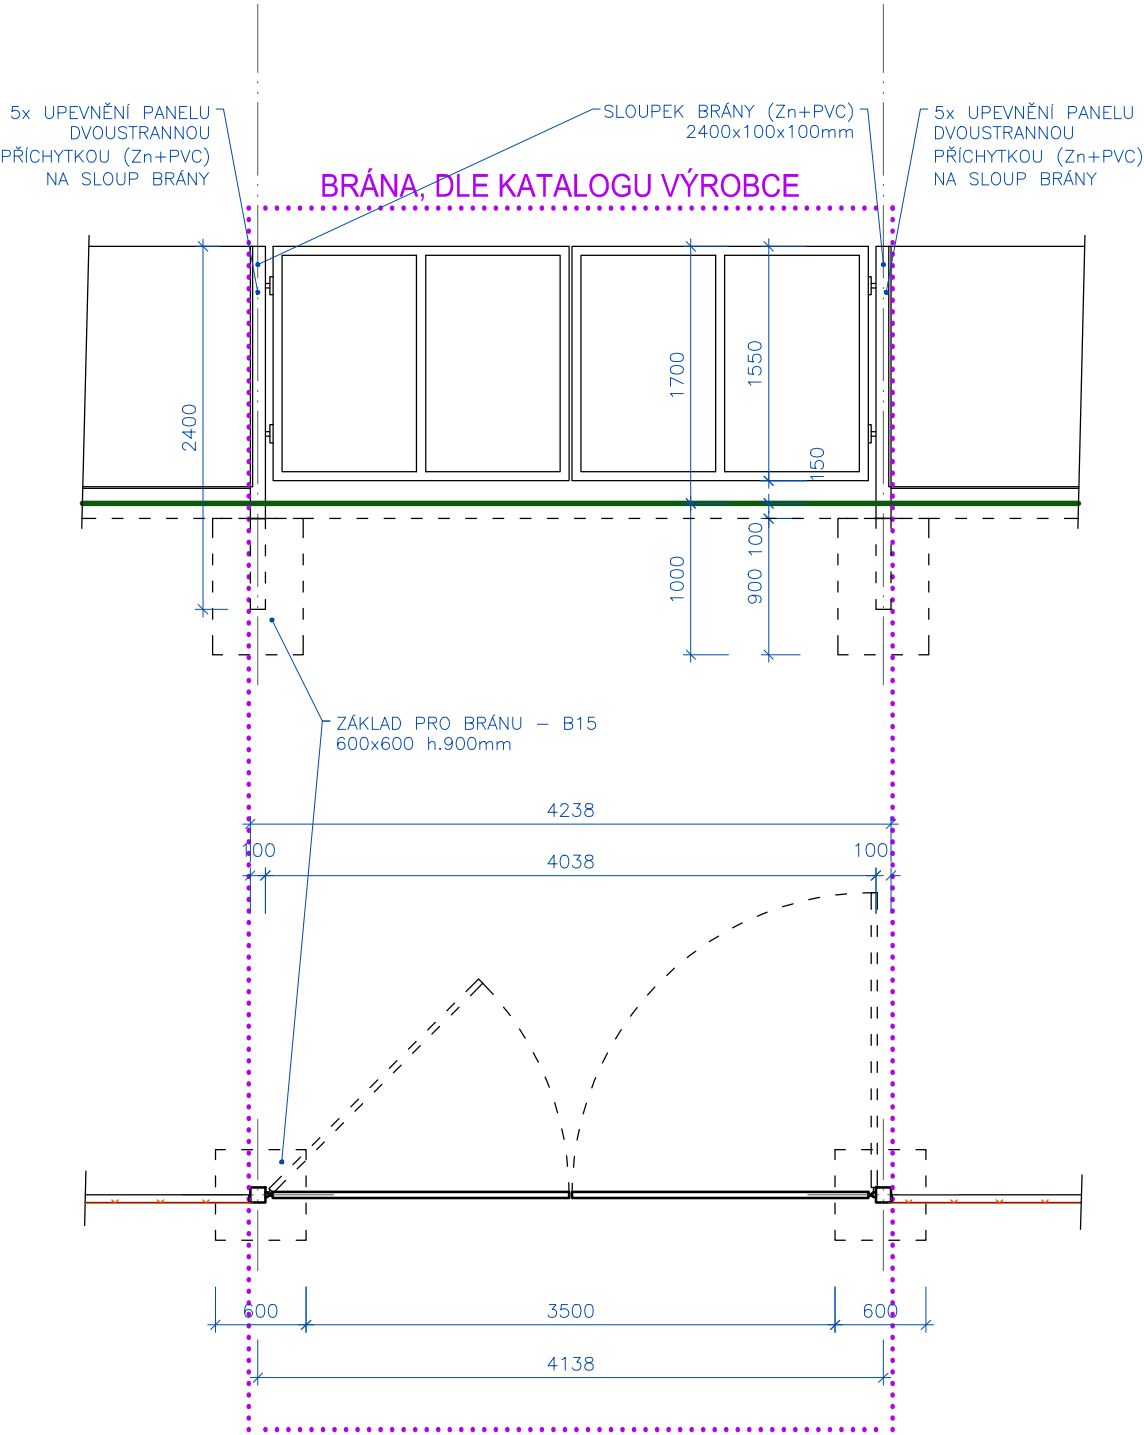 5x UPEVNĚNÍ PANELU
DVOUSTRANNOU
PŘÍCHYTKOU (Zn+PVC)
NA SLOUP BRÁNY
SLOUPEK BRÁNY (Zn+PVC)
2400x100x100mm
5x UPEVNĚNÍ PANELU
DVOUSTRANNOU
PŘÍCHYTKOU (Zn+PVC)
NA SLOUP BRÁNY
BRÁNA, DLE KATALOGU VÝROBCE
2400
1700
1550
150
1000
900
100
ZÁKLAD PRO BRÁNU – B15
600x600 h.900mm
4238
100
4038
100
600
3500
600
4138